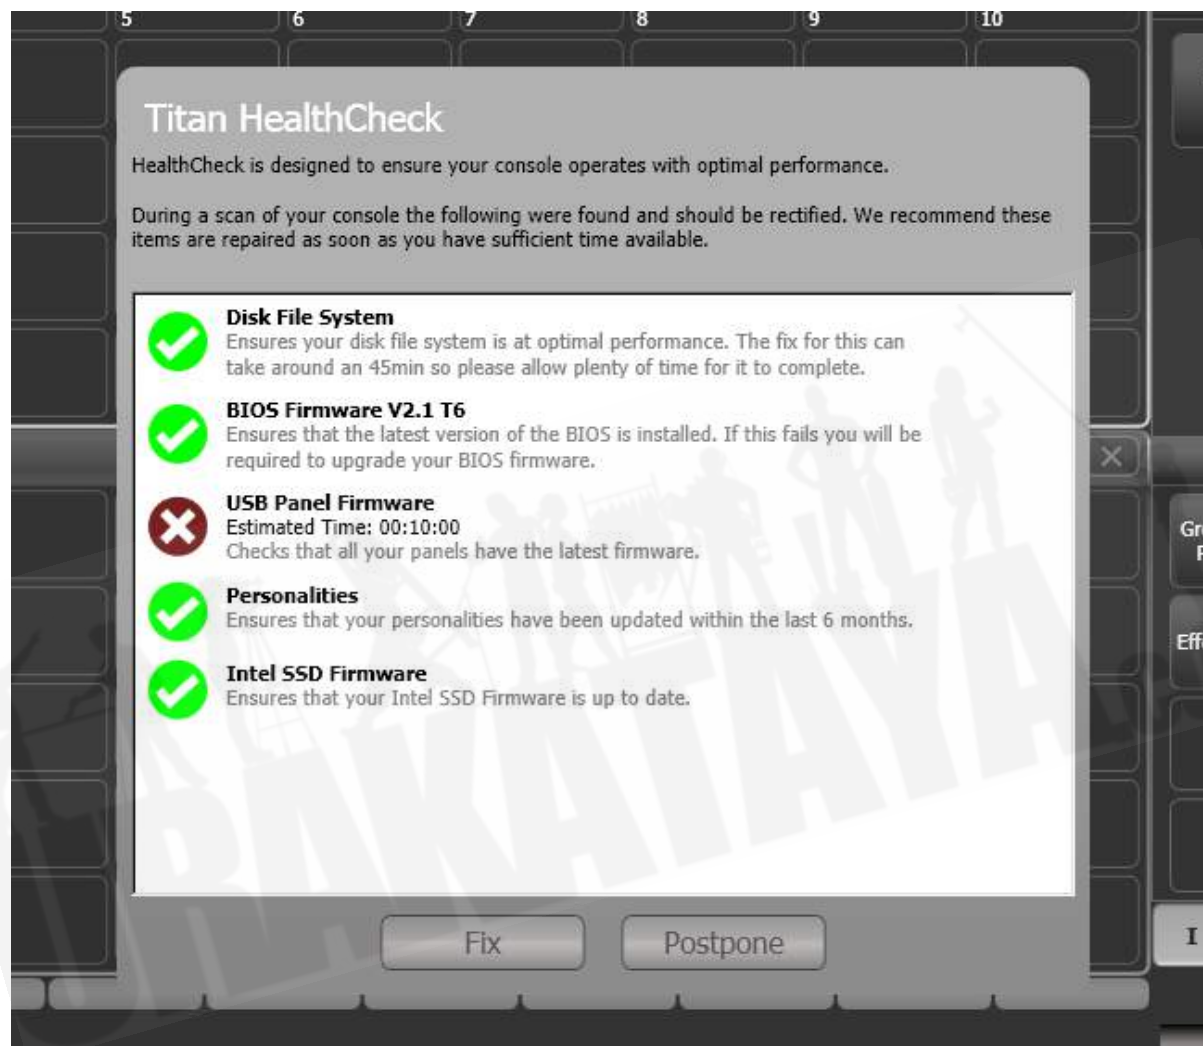 5 6 7 8 9 10
Titan HealthCheck
HealthCheck is designed to ensure your console operates with optimal performance.
During a scan of your console the following were found and should be rectified. We recommend these
items are repaired as soon as you have sufficient time available.
Disk File System
Ensures your disk file system is at optimal performance. The fix for this can
take around an 45min so please allow plenty of time for it to complete.
BIOS Firmware V2.1 T6
Ensures that the latest version of the BIOS is installed. If this fails you will be
required to upgrade your BIOS firmware.
USB Panel Firmware
Estimated Time: 00:10:00
Checks that all your panels have the latest firmware.
Personalities
Ensures that your personalities have been updated within the last 6 months.
Intel SSD Firmware
Ensures that your Intel SSD Firmware is up to date.
Fix Postpone
Gr
P
Eff
I